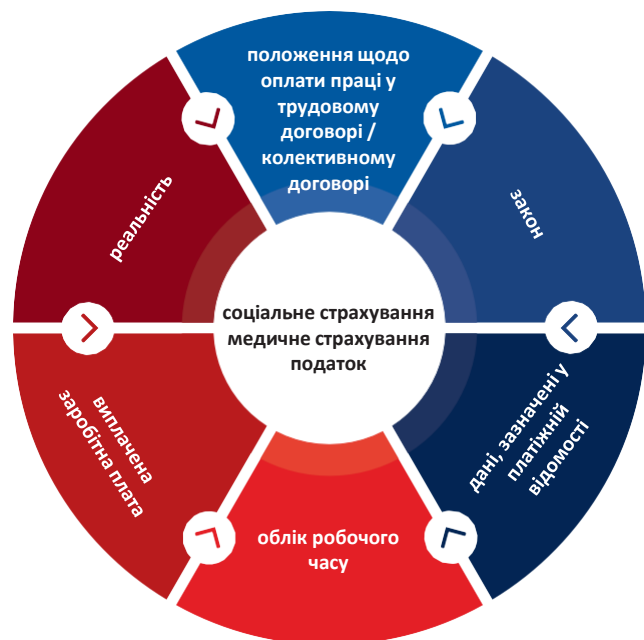 положення щодо
оплати праці у
трудовому
договорі /
колективному
договорі
закон
дані, зазначені у
платіжній
відомості
облік робочого
часу
виплачена
заробітна плата
реальність
соціальне страхування
медичне страхування
податок